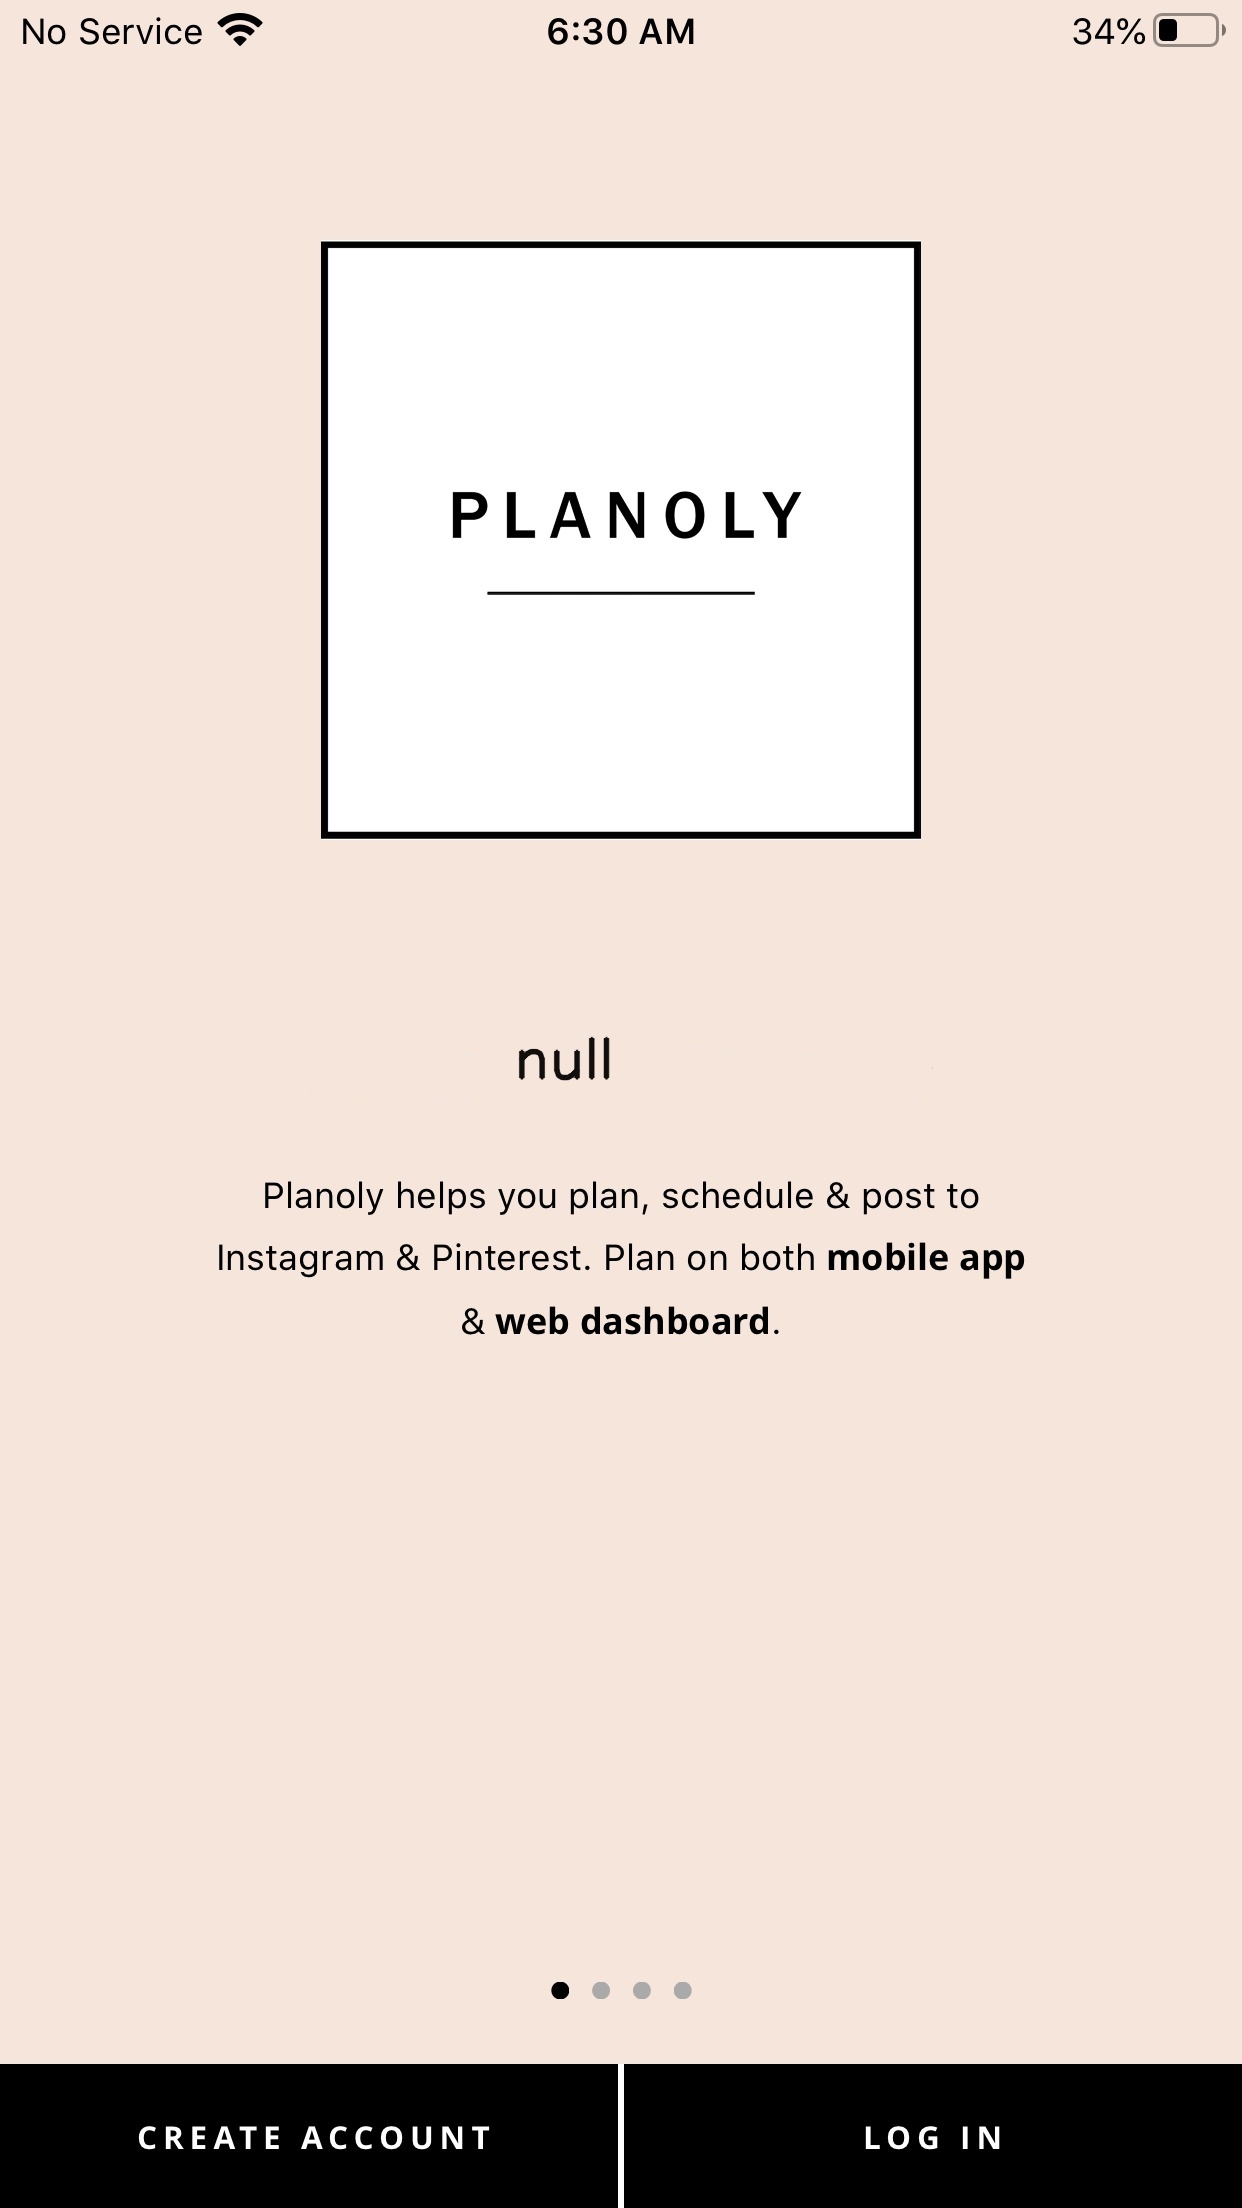 No Service 6:30 AM 34%
PLANOLY
null
Planoly helps you plan, schedule & post to
Instagram & Pinterest. Plan on both mobile app
& web dashboard.
CREATE ACCOUNT LOG IN